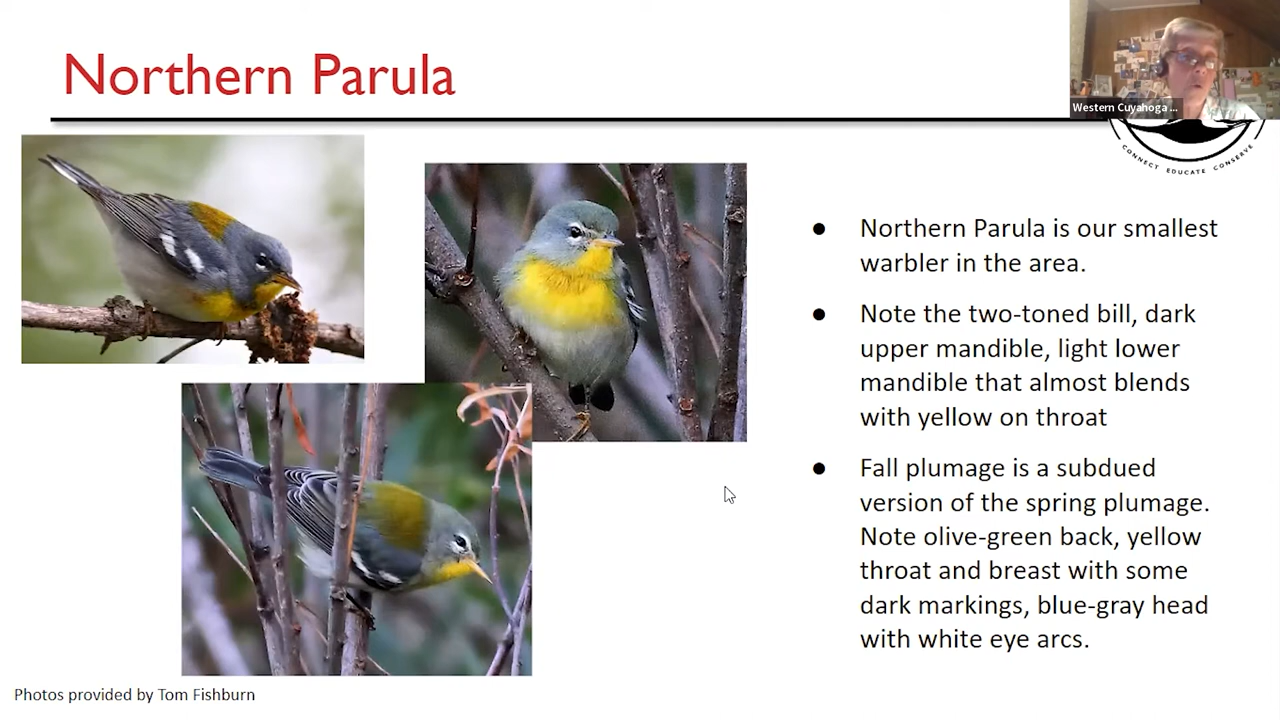 Northern Parula
Western Cuyahoga ...
CONNECT EDUCATE CONSERVE
● Northern Parula is our smallest
warbler in the area.
● Note the two-toned bill, dark
upper mandible, light lower
mandible that almost blends
with yellow on throat
● Fall plumage is a subdued
version of the spring plumage.
Note olive-green back, yellow
throat and breast with some
dark markings, blue-gray head
with white eye arcs.
Photos provided by Tom Fishburn